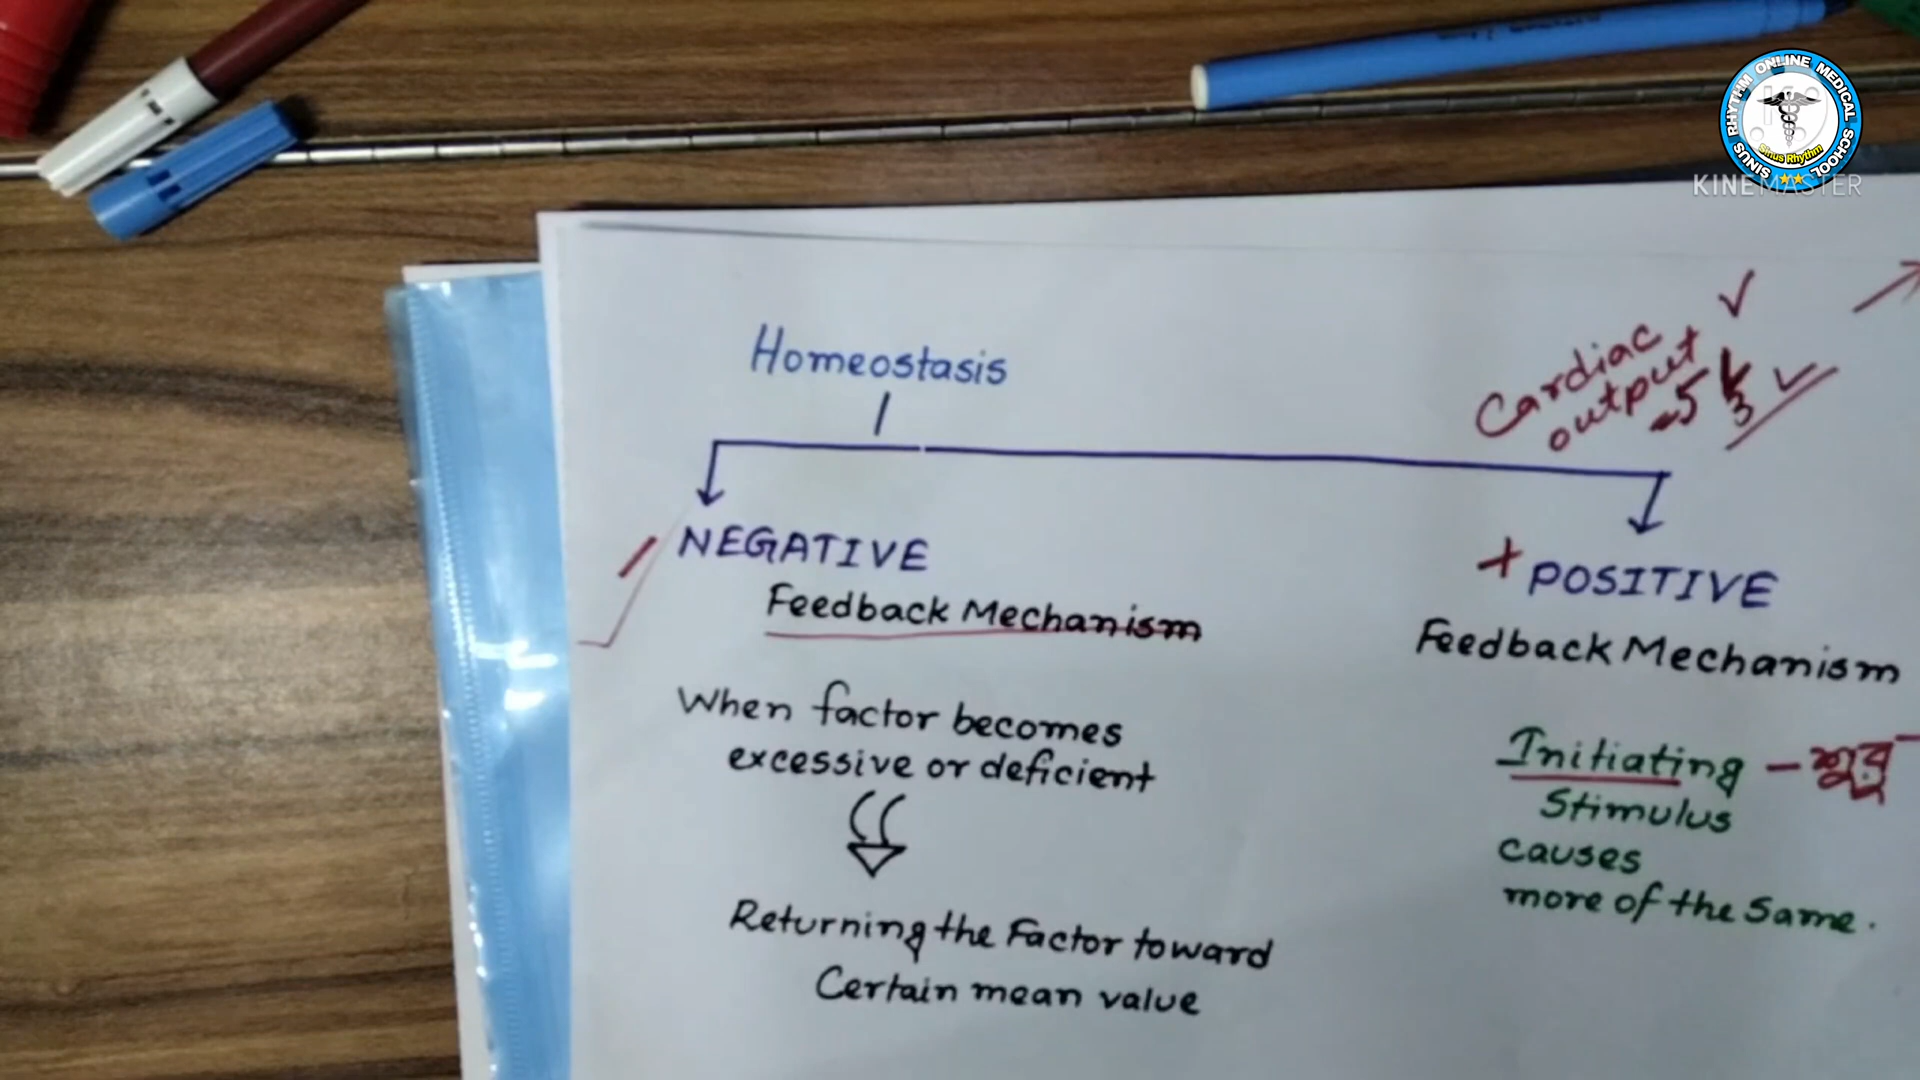 SINUS RHYTHM ONLINE MEDICAL SCHOOL
Sinus Rhythm
KINEMASTER
Homeostasis
Cardiac
output
5
3
NEGATIVE
Feedback Mechanism
When factor becomes
excessive or deficient
Returning the Factor toward
Certain mean value
+ POSITIVE
Feedback Mechanism
Initiating - শুরু
Stimulus
causes
more of the Same.